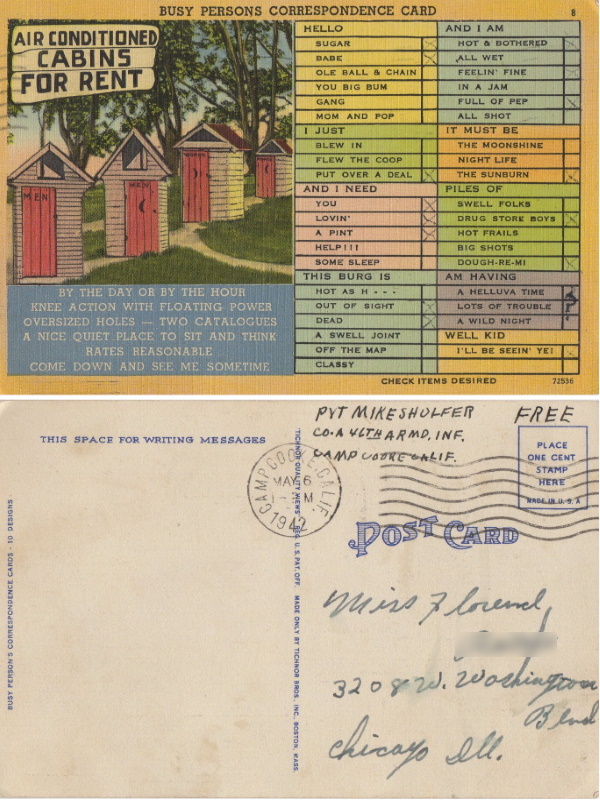 BUSY PERSONS CORRESPONDENCE CARD
8
AIR CONDITIONED
CABINS
FOR RENT
MEN
BY THE DAY OR BY THE HOUR
KNEE ACTION WITH FLOATING POWER
OVERSIZED HOLES — TWO CATALOGUES
A NICE QUIET PLACE TO SIT AND THINK
RATES REASONABLE
COME DOWN AND SEE ME SOMETIME
HELLO
SUGAR
BABE
OLE BALL & CHAIN
YOU BIG BUM
GANG
MOM AND POP
I JUST
BLEW IN
FLEW THE COOP
PUT OVER A DEAL
AND I NEED
YOU
LOVIN'
A PINT
HELP!!!
SOME SLEEP
THIS BURG IS
HOT AS H - - -
OUT OF SIGHT
DEAD
A SWELL JOINT
OFF THE MAP
CLASSY
AND I AM
HOT & BOTHERED
ALL WET
FEELIN' FINE
IN A JAM
FULL OF PEP
ALL SHOT
IT MUST BE
THE MOONSHINE
NIGHT LIFE
THE SUNBURN
PILES OF
SWELL FOLKS
DRUG STORE BOYS
HOT FRAILS
BIG SHOTS
DOUGH-RE-MI
AM HAVING
A HELLUVA TIME
LOTS OF TROUBLE
A WILD NIGHT
WELL KID
I'LL BE SEEIN' YE!
CHECK ITEMS DESIRED
72536
PVT MIKE SHULFER
CO. A 46TH ARMD. INF.
CAMP COOKE CALIF.
FREE
THIS SPACE FOR WRITING MESSAGES
CAMP COOKE, CALIF.
MAY 6
1942
PLACE
ONE CENT
STAMP
HERE
MADE IN U.S.A
POST CARD
BUSY PERSON'S CORRESPONDENCE CARDS - 10 DESIGNS
TICHNOR QUALITY VIEWS REG. U.S. PAT. OFF. MADE ONLY BY TICHNOR BROS. INC. BOSTON, MASS.
Miss
3208 W. Washington
Blvd
Chicago Ill.